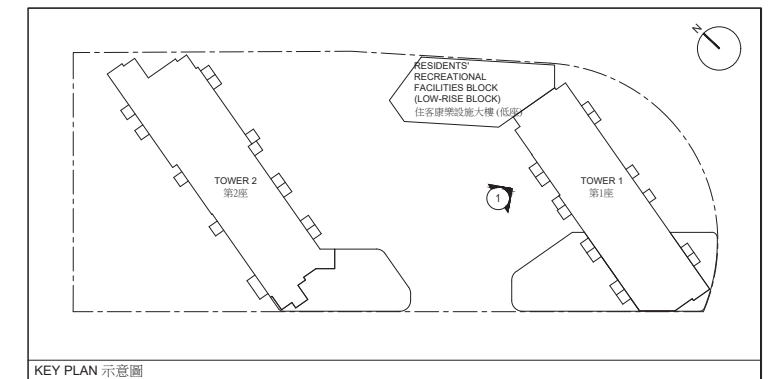 N
RESIDENTS'
RECREATIONAL
FACILITIES BLOCK
(LOW-RISE BLOCK)
住客康樂設施大樓 (低座)
TOWER 2
第2座
TOWER 1
第1座
1
KEY PLAN 示意圖